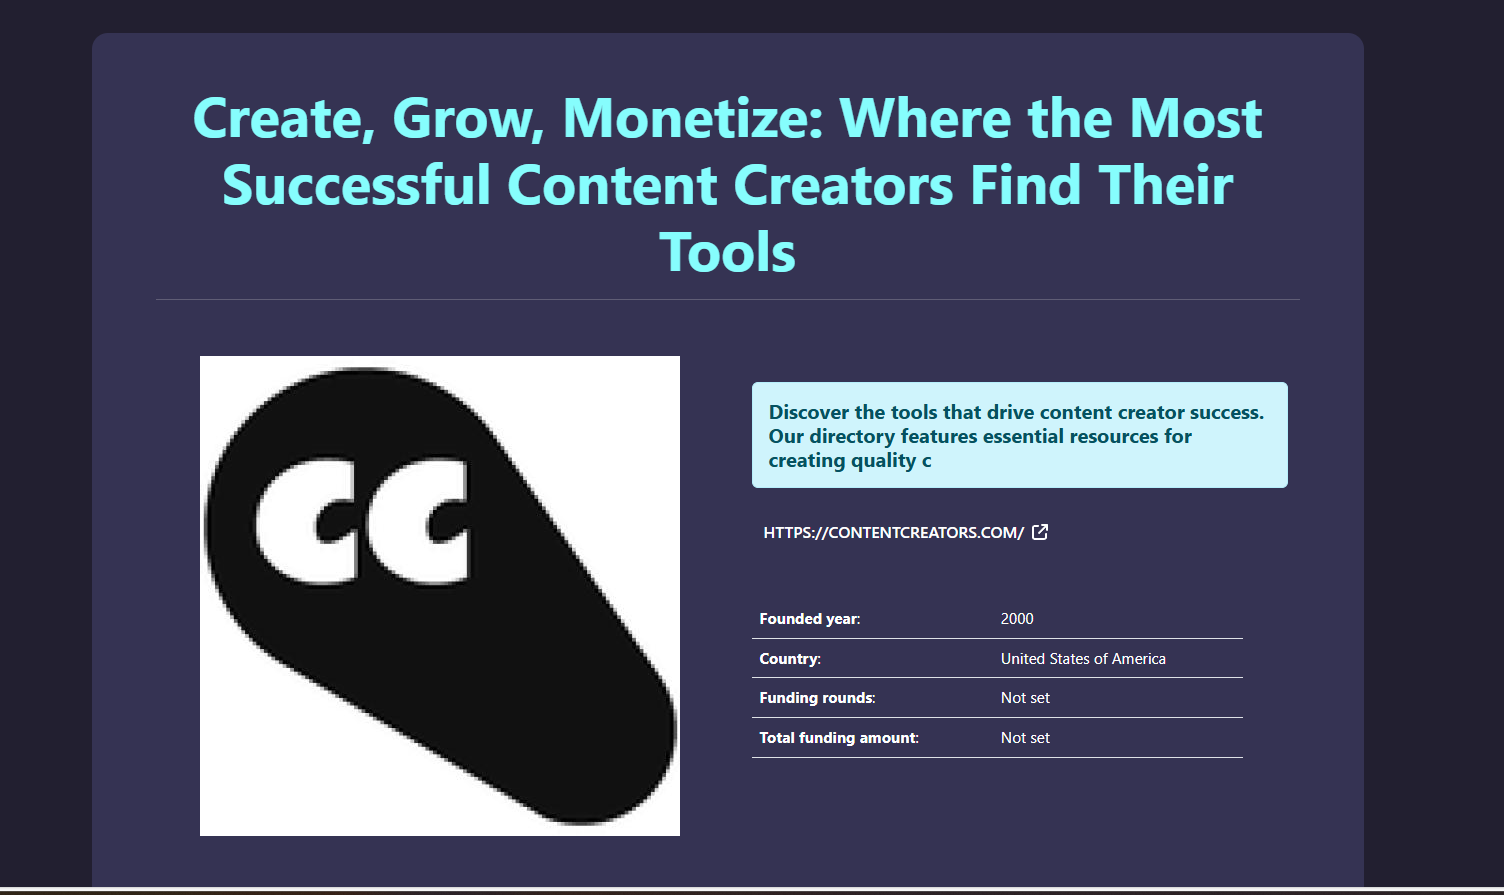 Create, Grow, Monetize: Where the Most
Successful Content Creators Find Their
Tools
CC
Discover the tools that drive content creator success.
Our directory features essential resources for
creating quality c
HTTPS://CONTENTCREATORS.COM/
Founded year: 2000
Country: United States of America
Funding rounds: Not set
Total funding amount: Not set